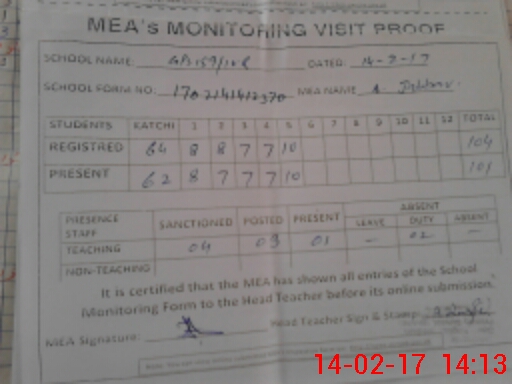 MEA's MONITORING VISIT PROOF
SCHOOL NAME: DATED: 14-2-17
SCHOOL FORM NO. MEA NAME
STUDENTS KATCHI 1 2 3 4 5 6 7 8 9 10 11 12 TOTAL
REGISTRED 64 8 8 7 7 10 104
PRESENT 62 8 7 7 7 10 101
PRESENCE STAFF SANCTIONED POSTED PRESENT ABSENT
LEAVE DUTY ABSENT
TEACHING 04 03 01 — 02 —
NON-TEACHING
It is certified that the MEA has shown all entries of the School
Monitoring Form to the Head Teacher before its online submission.
MEA Signature: Head Teacher Sign & Stamp:
14-02-17 14:13